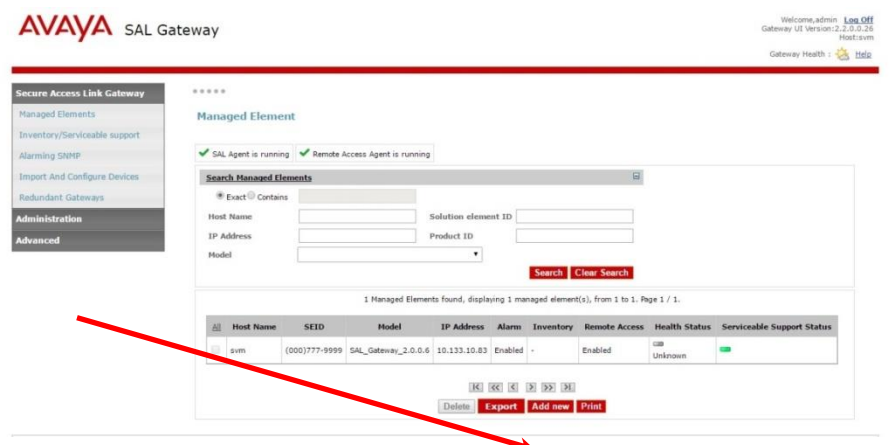 AVAYA SAL Gateway
Welcome,admin Log Off
Gateway UI Version:2.2.0.0.26
Host:svm
Gateway Health : Help
Secure Access Link Gateway
Managed Elements
Inventory/Serviceable support
Alarming SNMP
Import And Configure Devices
Redundant Gateways
Administration
Advanced
Managed Element
SAL Agent is running Remote Access Agent is running
Search Managed Elements
Exact Contains
Host Name Solution element ID
IP Address Product ID
Model
Search Clear Search
1 Managed Elements found, displaying 1 managed element(s), from 1 to 1. Page 1 / 1.
All Host Name SEID Model IP Address Alarm Inventory Remote Access Health Status Serviceable Support Status
svm (000)777-9999 SAL_Gateway_2.0.0.6 10.133.10.83 Enabled - Enabled Unknown
Delete Export Add new Print